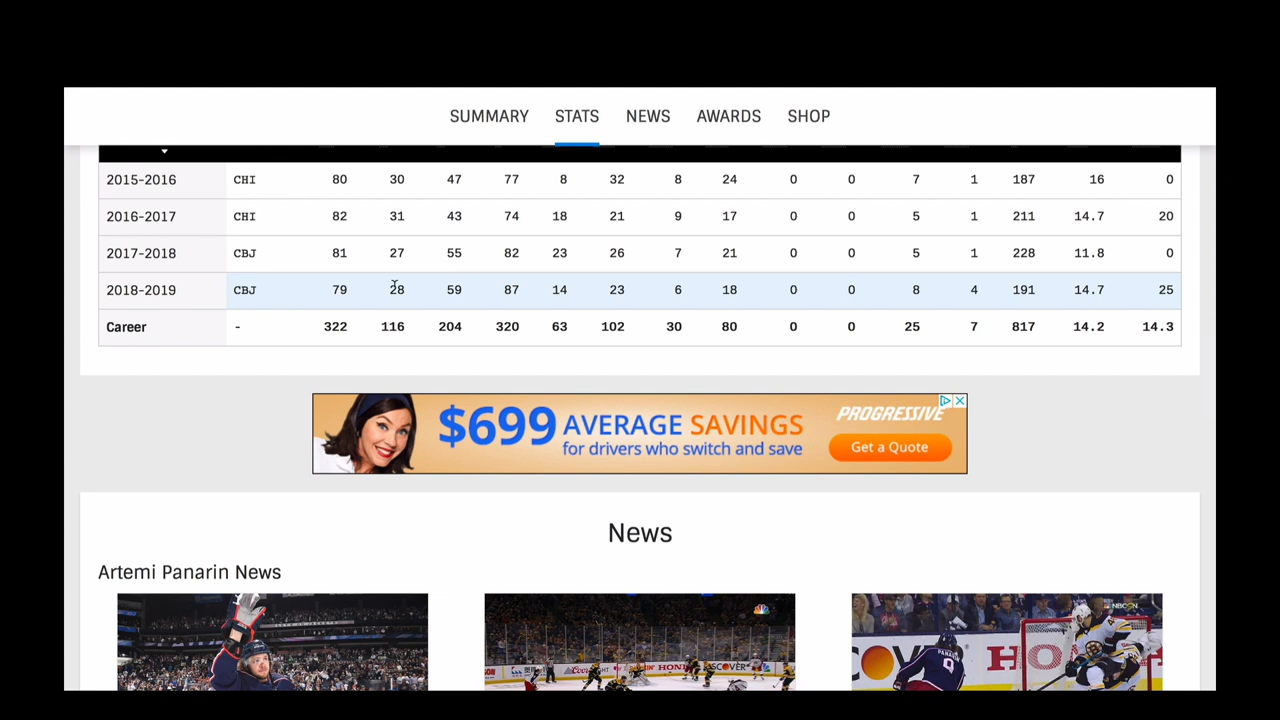 SUMMARY STATS NEWS AWARDS SHOP
2015-2016 CHI 80 30 47 77 8 32 8 24 0 0 7 1 187 16 0
2016-2017 CHI 82 31 43 74 18 21 9 17 0 0 5 1 211 14.7 20
2017-2018 CBJ 81 27 55 82 23 26 7 21 0 0 5 1 228 11.8 0
2018-2019 CBJ 79 28 59 87 14 23 6 18 0 0 8 4 191 14.7 25
Career - 322 116 204 320 63 102 30 80 0 0 25 7 817 14.2 14.3
$699 AVERAGE SAVINGS
for drivers who switch and save
PROGRESSIVE
Get a Quote
News
Artemi Panarin News
PANARIN
9